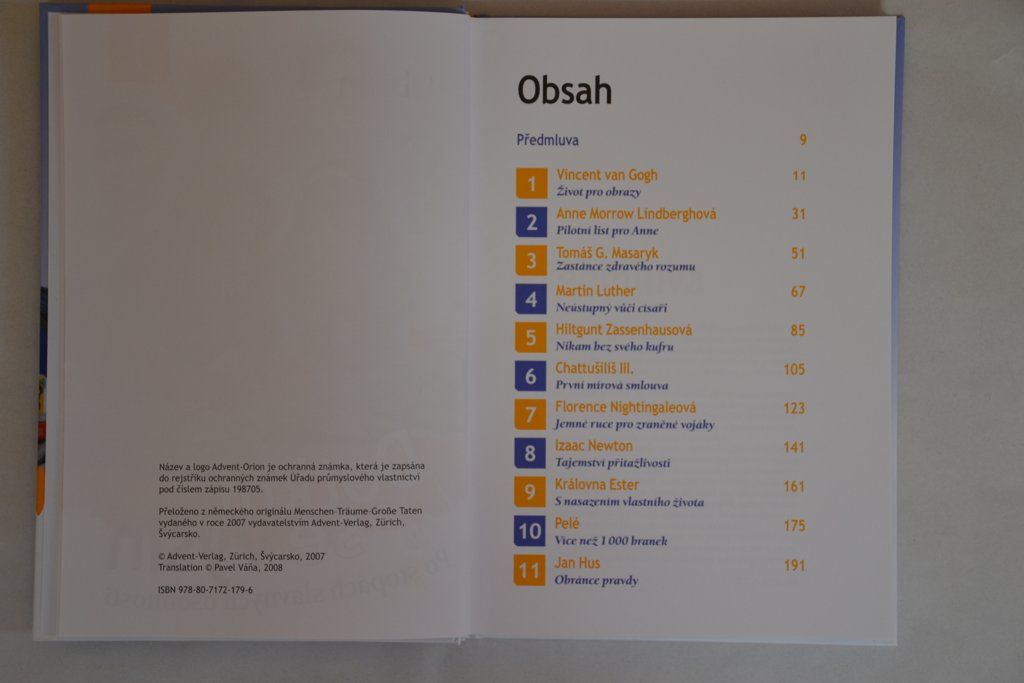 Název a logo Advent-Orion je ochranná známka, která je zapsána
do rejstříku ochranných známek Úřadu průmyslového vlastnictví
pod číslem zápisu 198705.
Přeloženo z německého originálu Menschen-Träume-Große Taten
vydaného v roce 2007 vydavatelstvím Advent-Verlag, Zürich,
Švýcarsko.
© Advent-Verlag, Zürich, Švýcarsko, 2007
Translation © Pavel Váňa, 2008
ISBN 978-80-7172-179-6
Obsah
Předmluva 9
1 Vincent van Gogh 11
Život pro obrazy
2 Anne Morrow Lindberghová 31
Pilotní list pro Anne
3 Tomáš G. Masaryk 51
Zastánce zdravého rozumu
4 Martin Luther 67
Neústupný vůči císaři
5 Hiltgunt Zassenhausová 85
Nikam bez svého kufru
6 Chattušiliš III. 105
První mírová smlouva
7 Florence Nightingaleová 123
Jemné ruce pro zraněné vojáky
8 Izaac Newton 141
Tajemství přitažlivosti
9 Královna Ester 161
S nasazením vlastního života
10 Pelé 175
Více než 1 000 branek
11 Jan Hus 191
Obránce pravdy